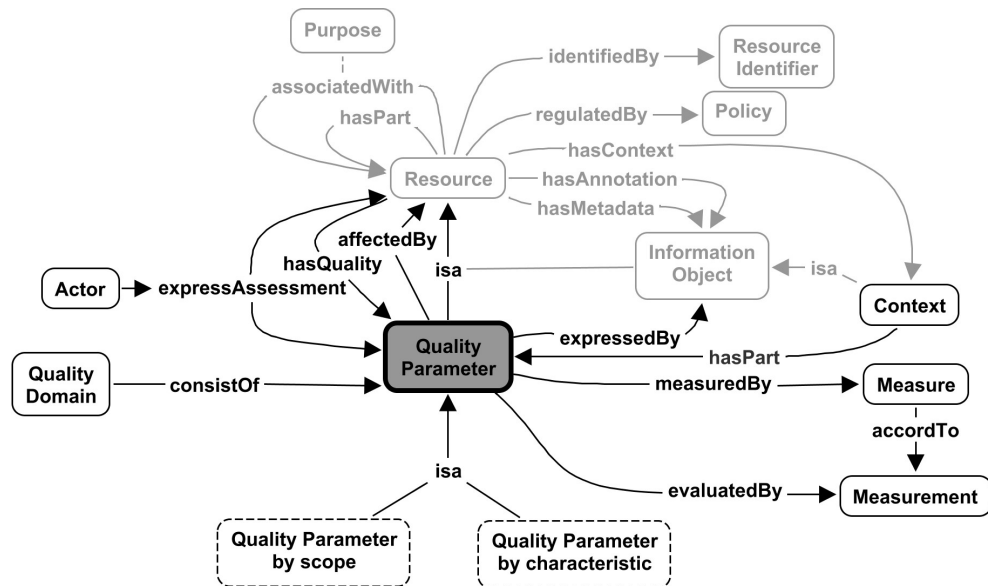 Purpose
identifiedBy
Resource
Identifier
associatedWith
hasPart
regulatedBy
Policy
hasContext
Resource
hasAnnotation
hasMetadata
affectedBy
Information
Object
hasQuality
isa
isa
Actor
expressAssessment
Context
Quality
Parameter
expressedBy
hasPart
Quality
Domain
consistOf
measuredBy
Measure
accordTo
isa
evaluatedBy
Measurement
Quality Parameter
by scope
Quality Parameter
by characteristic